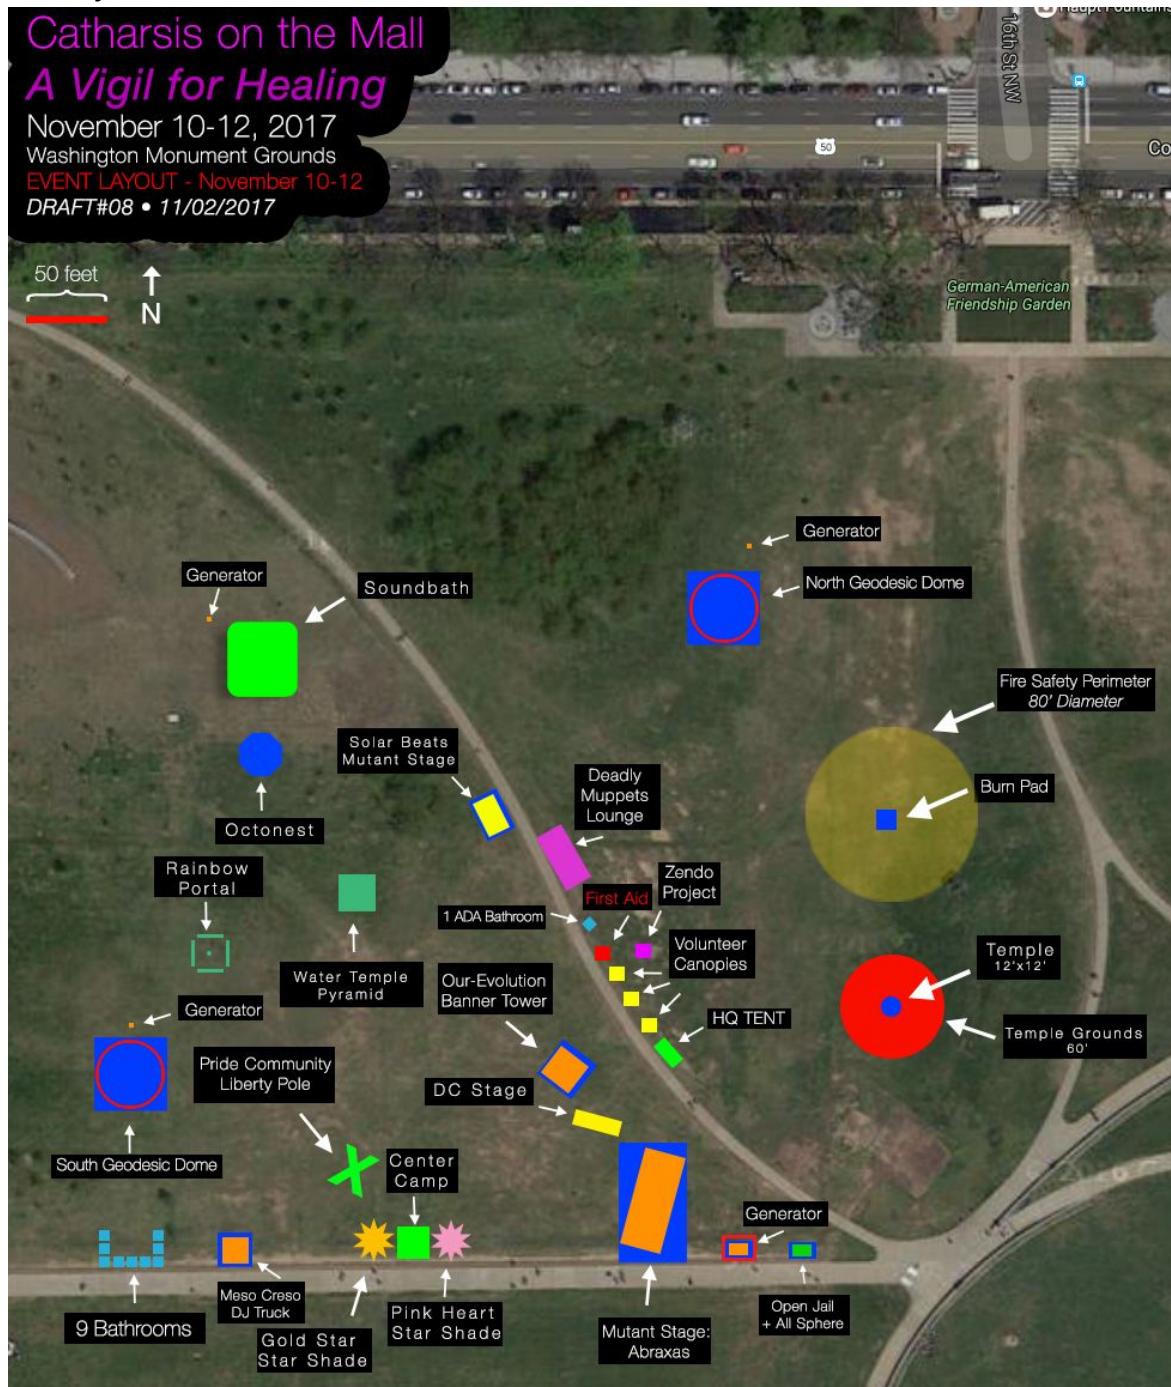 Catharsis on the Mall
A Vigil for Healing
November 10-12, 2017
Washington Monument Grounds
EVENT LAYOUT - November 10-12
DRAFT#08 • 11/02/2017
16th St NW
50
Co
50 feet
N
German-American
Friendship Garden
Generator
North Geodesic Dome
Generator
Soundbath
Fire Safety Perimeter
80' Diameter
Solar Beats
Mutant Stage
Deadly
Muppets
Lounge
Burn Pad
Octonest
Rainbow
Portal
First Aid
Zendo
Project
1 ADA Bathroom
Volunteer
Canopies
Temple
12'x12'
Water Temple
Pyramid
Our-Evolution
Banner Tower
Generator
HQ TENT
Temple Grounds
60'
Pride Community
Liberty Pole
DC Stage
South Geodesic Dome
Center
Camp
Generator
9 Bathrooms
Meso Creso
DJ Truck
Gold Star
Star Shade
Pink Heart
Star Shade
Mutant Stage:
Abraxas
Open Jail
+ All Sphere